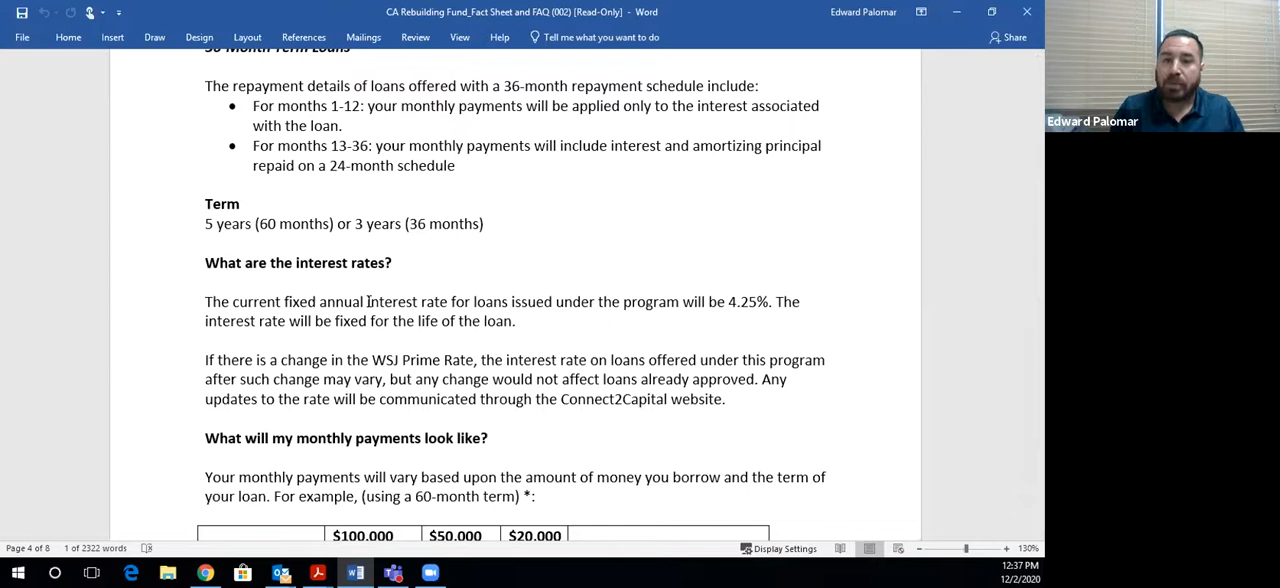 CA Rebuilding Fund_Fact Sheet and FAQ (002) [Read-Only] - Word
Edward Palomar
File Home Insert Draw Design Layout References Mailings Review View Help Tell me what you want to do Share
36-Month Term Loans
The repayment details of loans offered with a 36-month repayment schedule include:
• For months 1-12: your monthly payments will be applied only to the interest associated
with the loan.
• For months 13-36: your monthly payments will include interest and amortizing principal
repaid on a 24-month schedule
Term
5 years (60 months) or 3 years (36 months)
What are the interest rates?
The current fixed annual interest rate for loans issued under the program will be 4.25%. The
interest rate will be fixed for the life of the loan.
If there is a change in the WSJ Prime Rate, the interest rate on loans offered under this program
after such change may vary, but any change would not affect loans already approved. Any
updates to the rate will be communicated through the Connect2Capital website.
What will my monthly payments look like?
Your monthly payments will vary based upon the amount of money you borrow and the term of
your loan. For example, (using a 60-month term) *:
$100,000 $50,000 $20,000
Edward Palomar
Page 4 of 8 1 of 2322 words Display Settings 130%
12:37 PM
12/2/2020